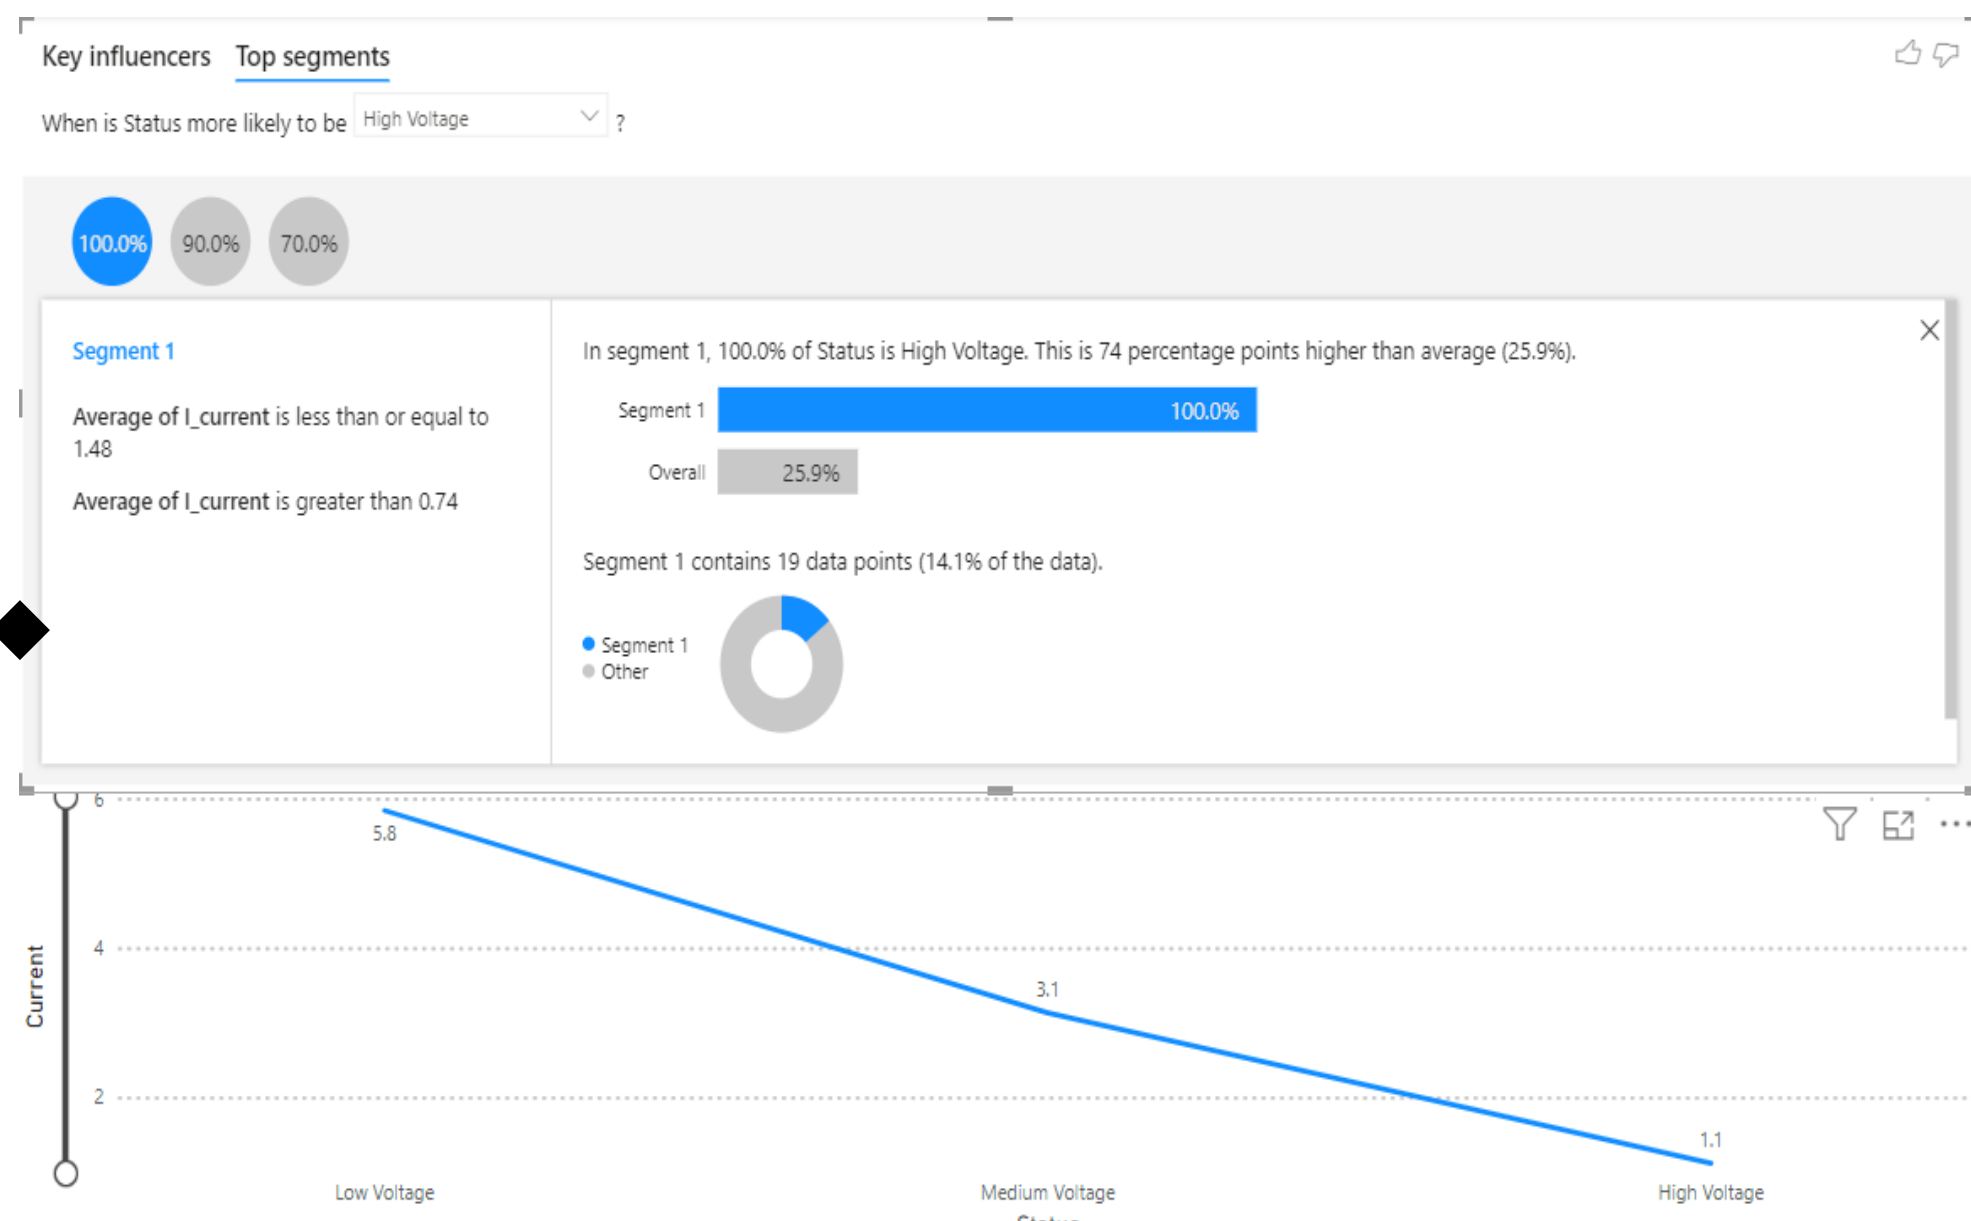 Key influencers Top segments
When is Status more likely to be High Voltage ?
100.0% 90.0% 70.0%
Segment 1
Average of I_current is less than or equal to
1.48
Average of I_current is greater than 0.74
In segment 1, 100.0% of Status is High Voltage. This is 74 percentage points higher than average (25.9%).
Segment 1 100.0%
Overall 25.9%
Segment 1 contains 19 data points (14.1% of the data).
Segment 1
Other
6
5.8
4
3.1
2
1.1
Current
Low Voltage Medium Voltage High Voltage